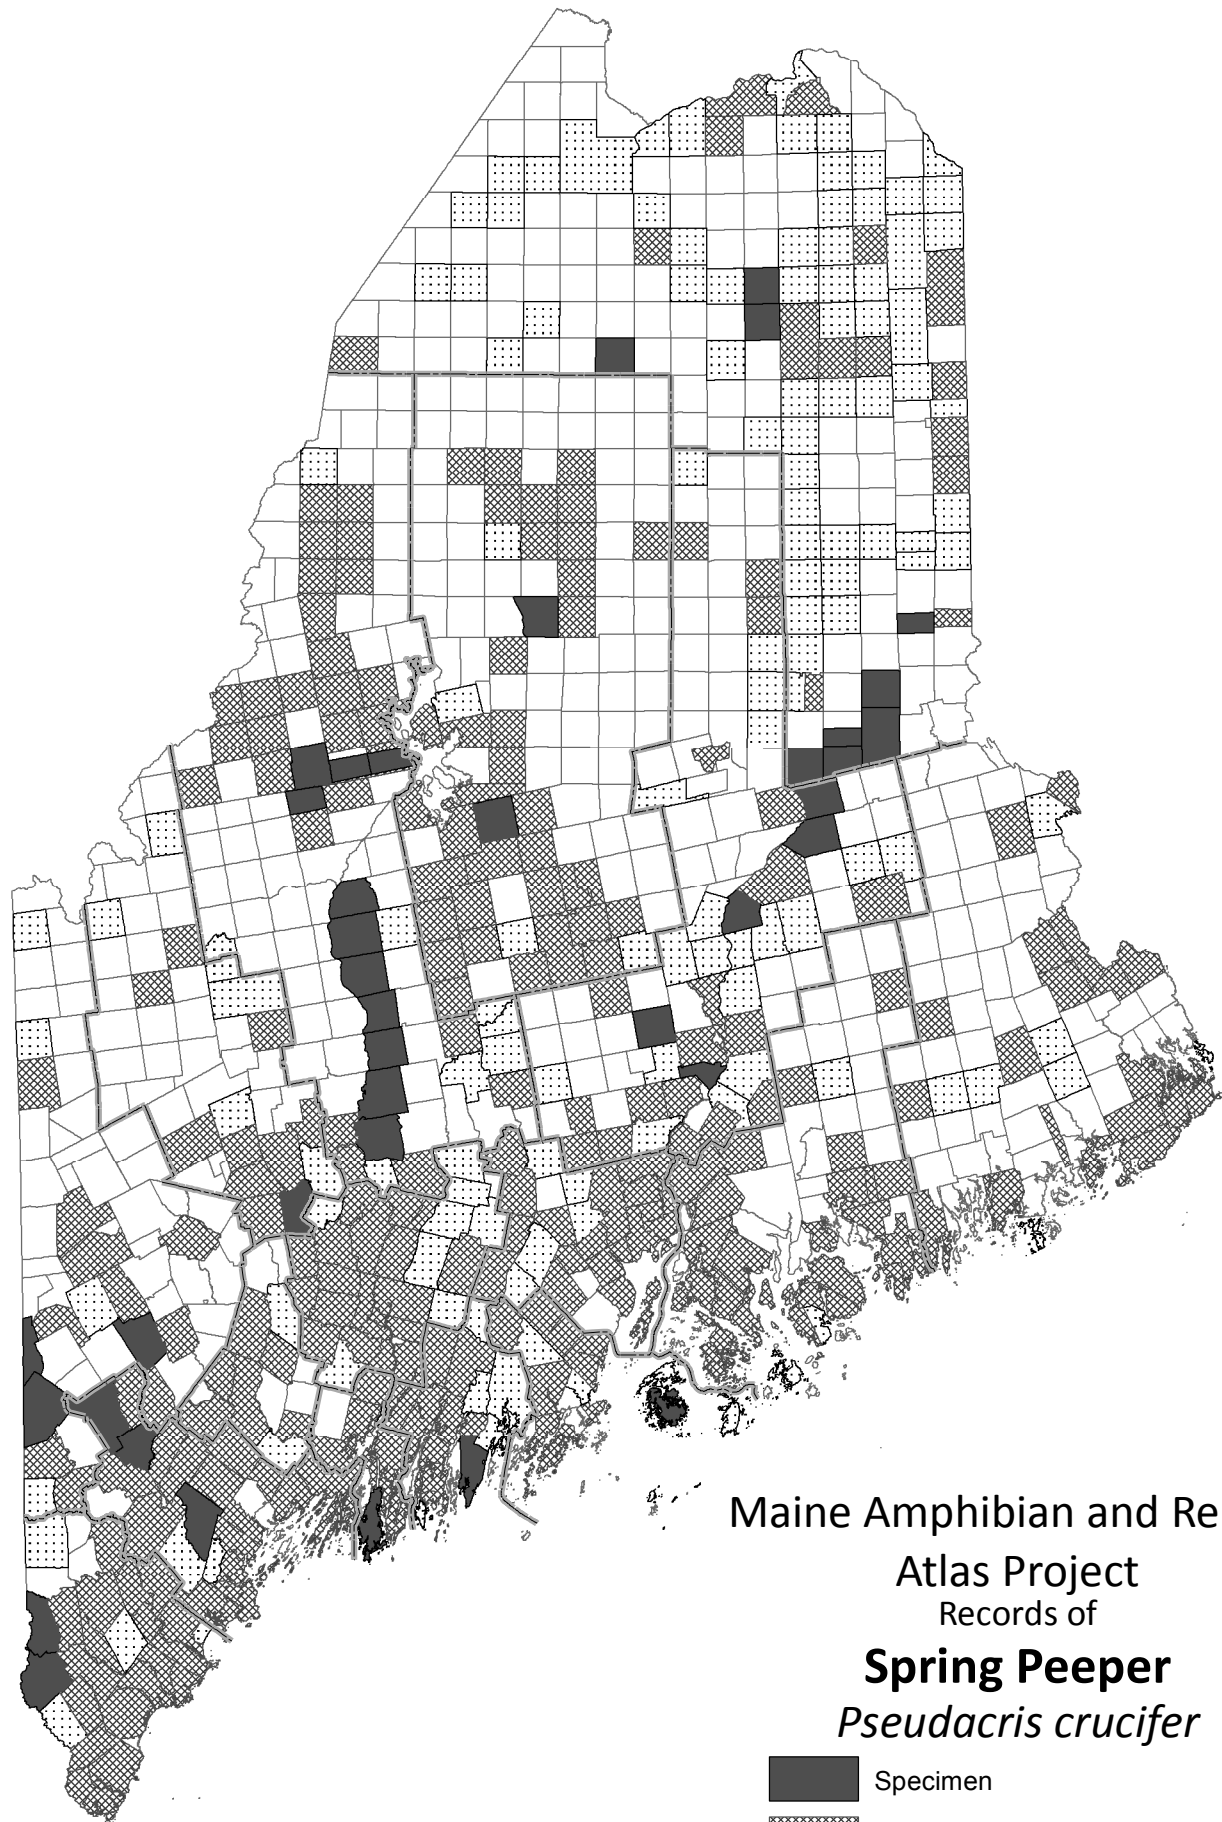 Maine Amphibian and Re
Atlas Project
Records of
Spring Peeper
Pseudacris crucifer
Specimen